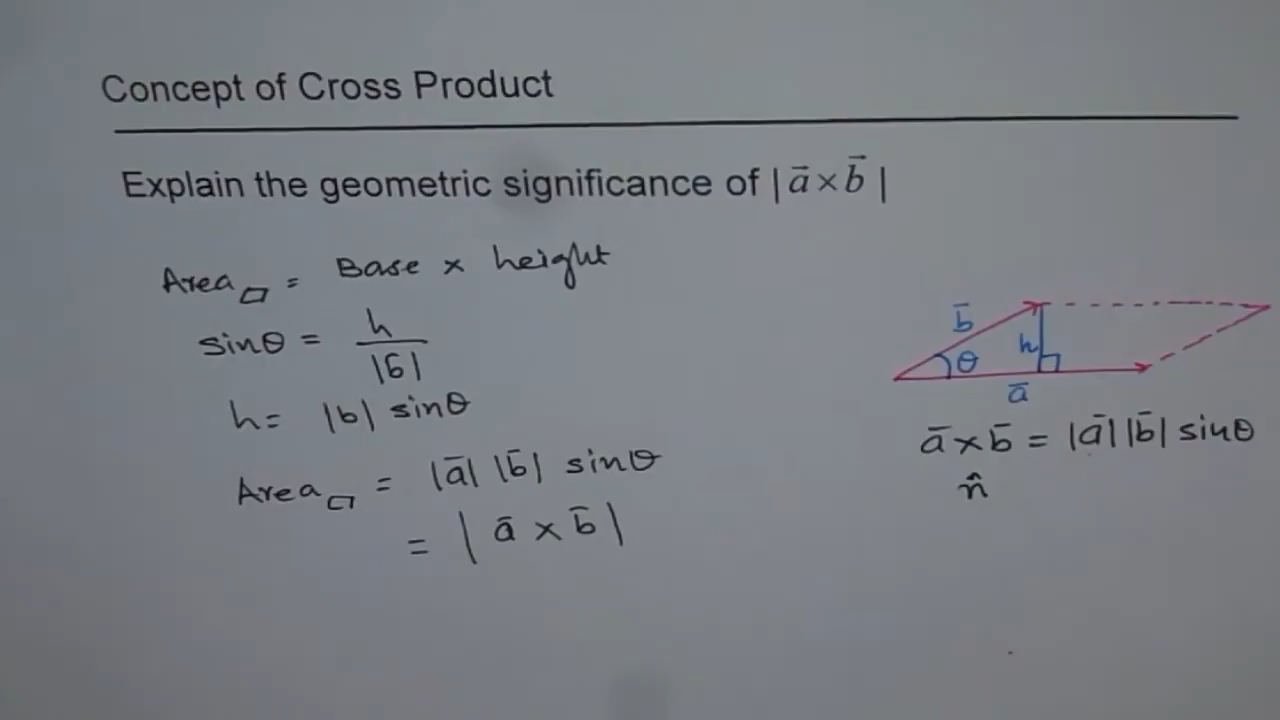 Concept of Cross Product
Explain the geometric significance of | a⃗ × b⃗ |
Area▱ = Base × height
sinθ = h / |b̄|
h = |b| sinθ
Area▱ = |ā| |b̄| sinθ
= | ā × b̄ |
b̄
θ
h
ā
ā × b̄ = |ā| |b̄| sinθ
n̂